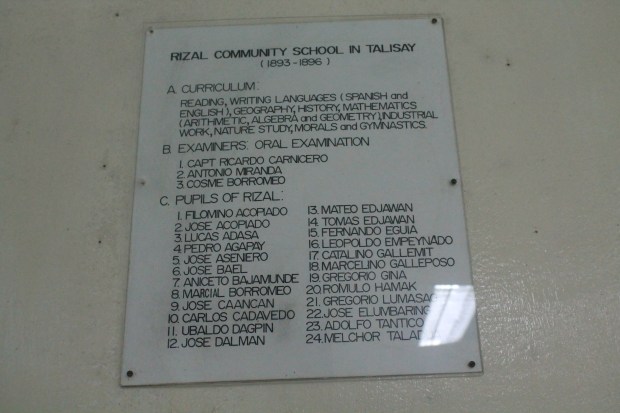 RIZAL COMMUNITY SCHOOL IN TALISAY
(1893-1896)
A. CURRICULUM:
READING, WRITING LANGUAGES (SPANISH and
ENGLISH), GEOGRAPHY, HISTORY, MATHEMATICS
(ARITHMETIC, ALGEBRA and GEOMETRY), INDUSTRIAL
WORK, NATURE STUDY, MORALS and GYMNASTICS.
B. EXAMINERS: ORAL EXAMINATION
1. CAPT RICARDO CARNICERO
2. ANTONIO MIRANDA
3. COSME BORROMEO
C. PUPILS OF RIZAL:
1. FILOMINO ACOPIADO
2. JOSE ACOPIADO
3. LUCAS ADASA
4. PEDRO AGAPAY
5. JOSE ASENIERO
6. JOSE BAEL
7. ANICETO BAJAMUNDE
8. MARCIAL BORROMEO
9. JOSE CAANCAN
10. CARLOS CADAVEDO
11. UBALDO DAGPIN
12. JOSE DALMAN
13. MATEO EDJAWAN
14. TOMAS EDJAWAN
15. FERNANDO EGUIA
16. LEOPOLDO EMPEYNADO
17. CATALINO GALLEMIT
18. MARCELINO GALLEPOSO
19. GREGORIO GINA
20. ROMULO HAMAK
21. GREGORIO
22. JOSE ELUMBARING
23. ADOLFO TANTICO
24. MELCHOR